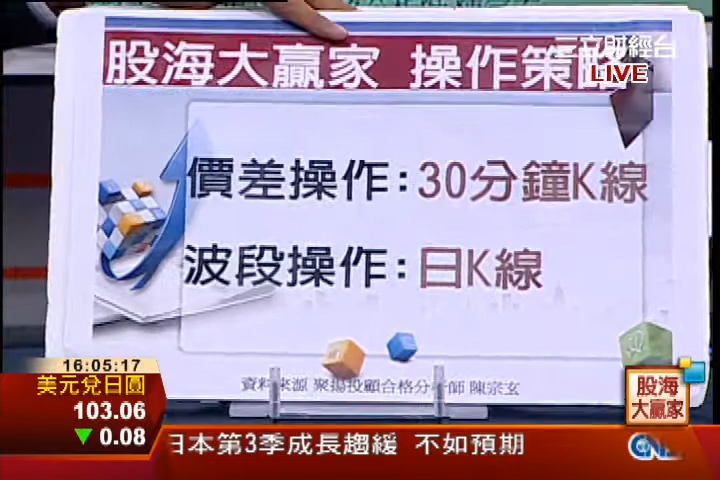 股海大贏家 操作策略
三立財經台
LIVE
價差操作:30分鐘K線
波段操作:日K線
資料來源 聚揚投顧合格分析師 陳宗玄
16:05:17
美元兌日圓
103.06
▼0.08
股海
大贏家
日本第3季成長趨緩 不如預期